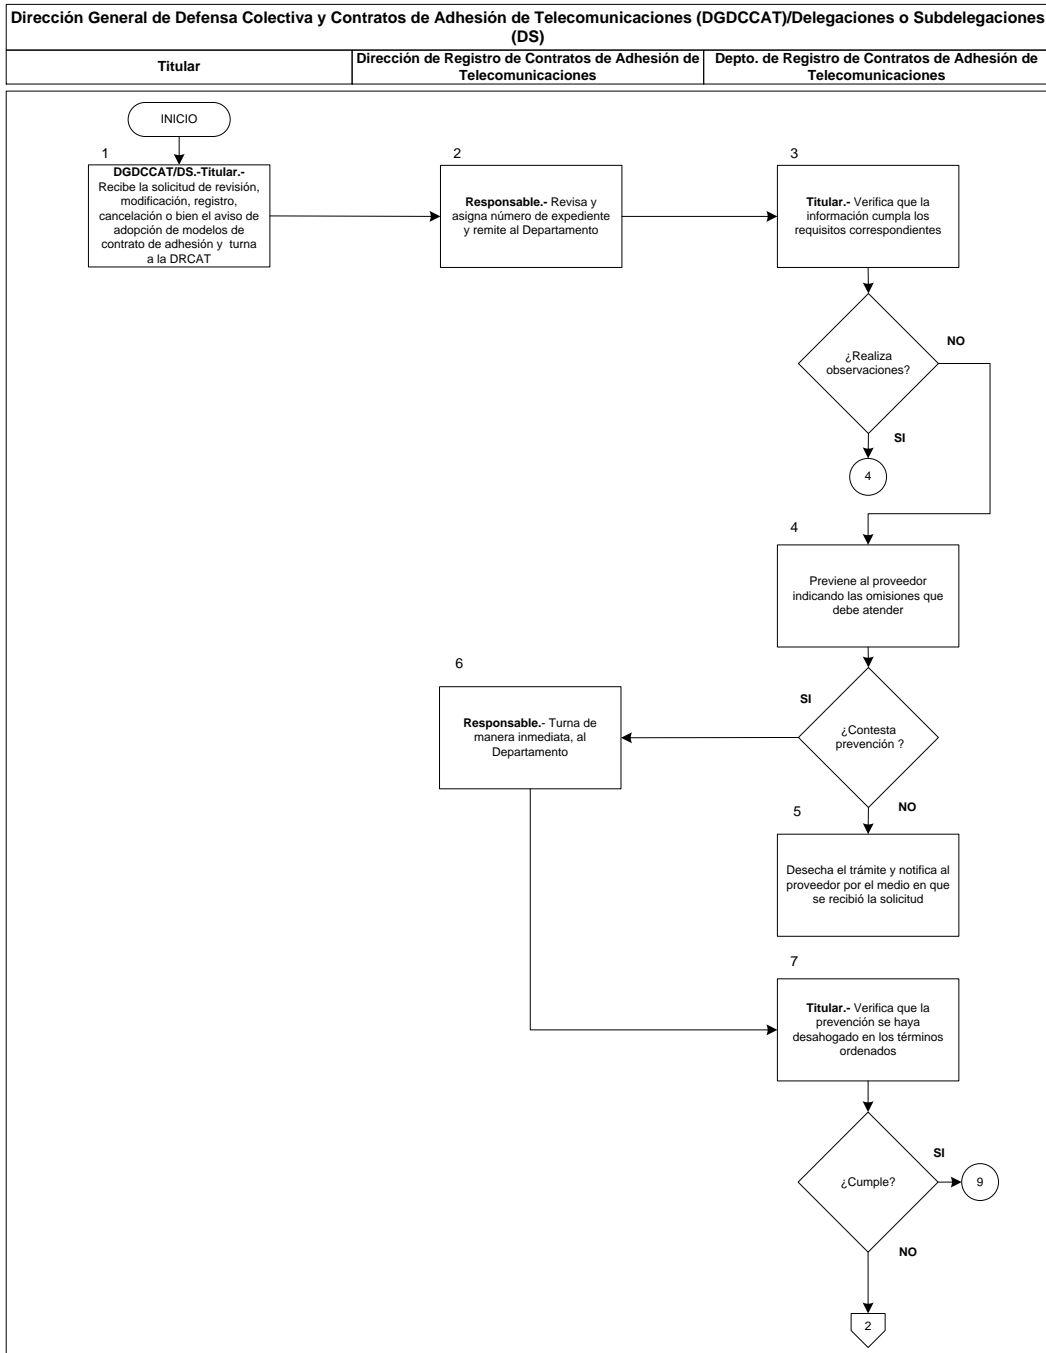 Dirección General de Defensa Colectiva y Contratos de Adhesión de Telecomunicaciones (DGDCCAT)/Delegaciones o Subdelegaciones
(DS)
Titular
Dirección de Registro de Contratos de Adhesión de
Telecomunicaciones
Depto. de Registro de Contratos de Adhesión de
Telecomunicaciones
INICIO
1
DGDCCAT/DS.-Titular.-
Recibe la solicitud de revisión,
modificación, registro,
cancelación o bien el aviso de
adopción de modelos de
contrato de adhesión y turna
a la DRCAT
2
Responsable.- Revisa y
asigna número de expediente
y remite al Departamento
3
Titular.- Verifica que la
información cumpla los
requisitos correspondientes
¿Realiza
observaciones?
NO
SI
4
4
Previene al proveedor
indicando las omisiones que
debe atender
6
Responsable.- Turna de
manera inmediata, al
Departamento
SI
¿Contesta
prevención ?
NO
5
Desecha el trámite y notifica al
proveedor por el medio en que
se recibió la solicitud
7
Titular.- Verifica que la
prevención se haya
desahogado en los términos
ordenados
¿Cumple?
SI
9
NO
2